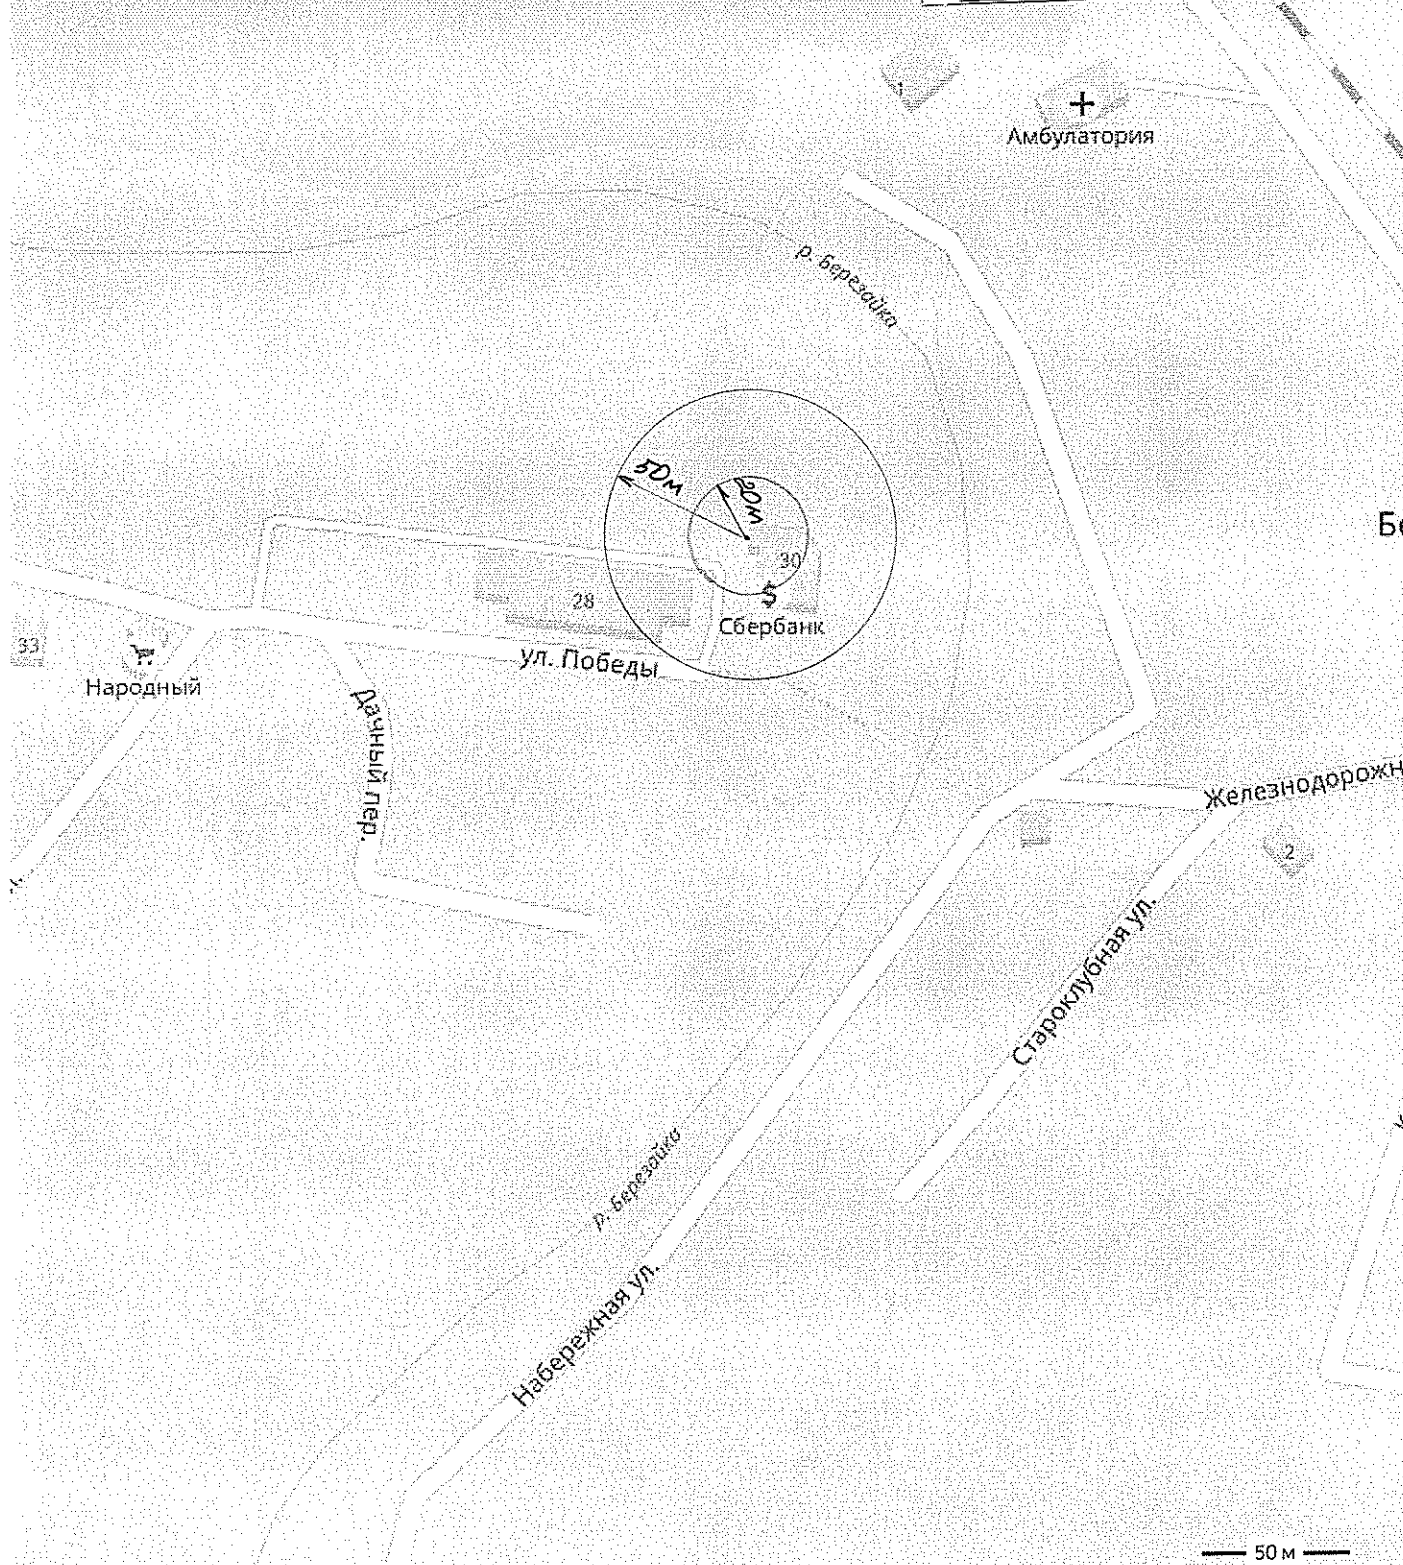 1
Амбулатория
р. Березайка
50м
20м
Бе
30
28
$
Сбербанк
33
ул. Победы
Народный
Дачный пер.
Железнодорожн
2
Староклубная ул.
р. Березайка
Набережная ул.
50 м